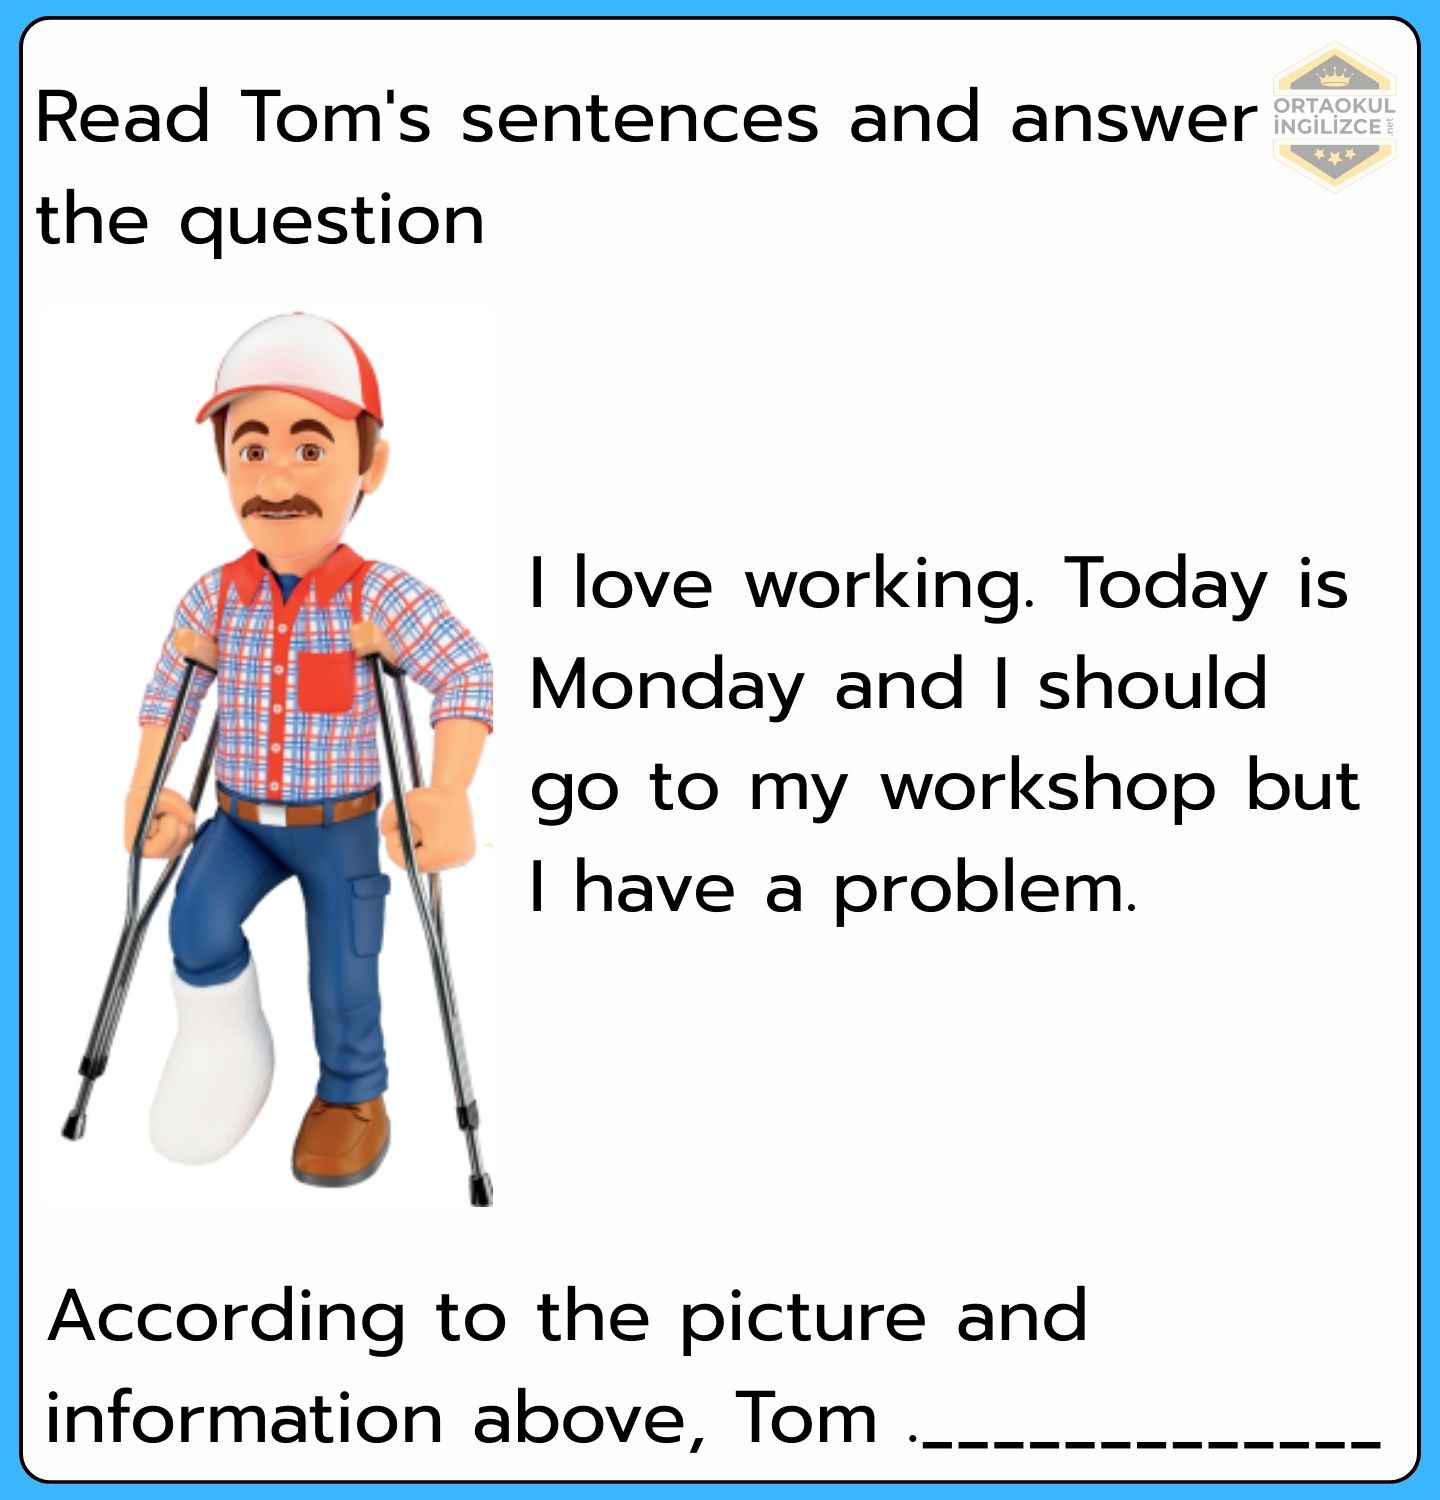 Read Tom's sentences and answer
the question
ORTAOKUL
İNGİLİZCE
.net
I love working. Today is
Monday and I should
go to my workshop but
I have a problem.
According to the picture and
information above, Tom ._____________